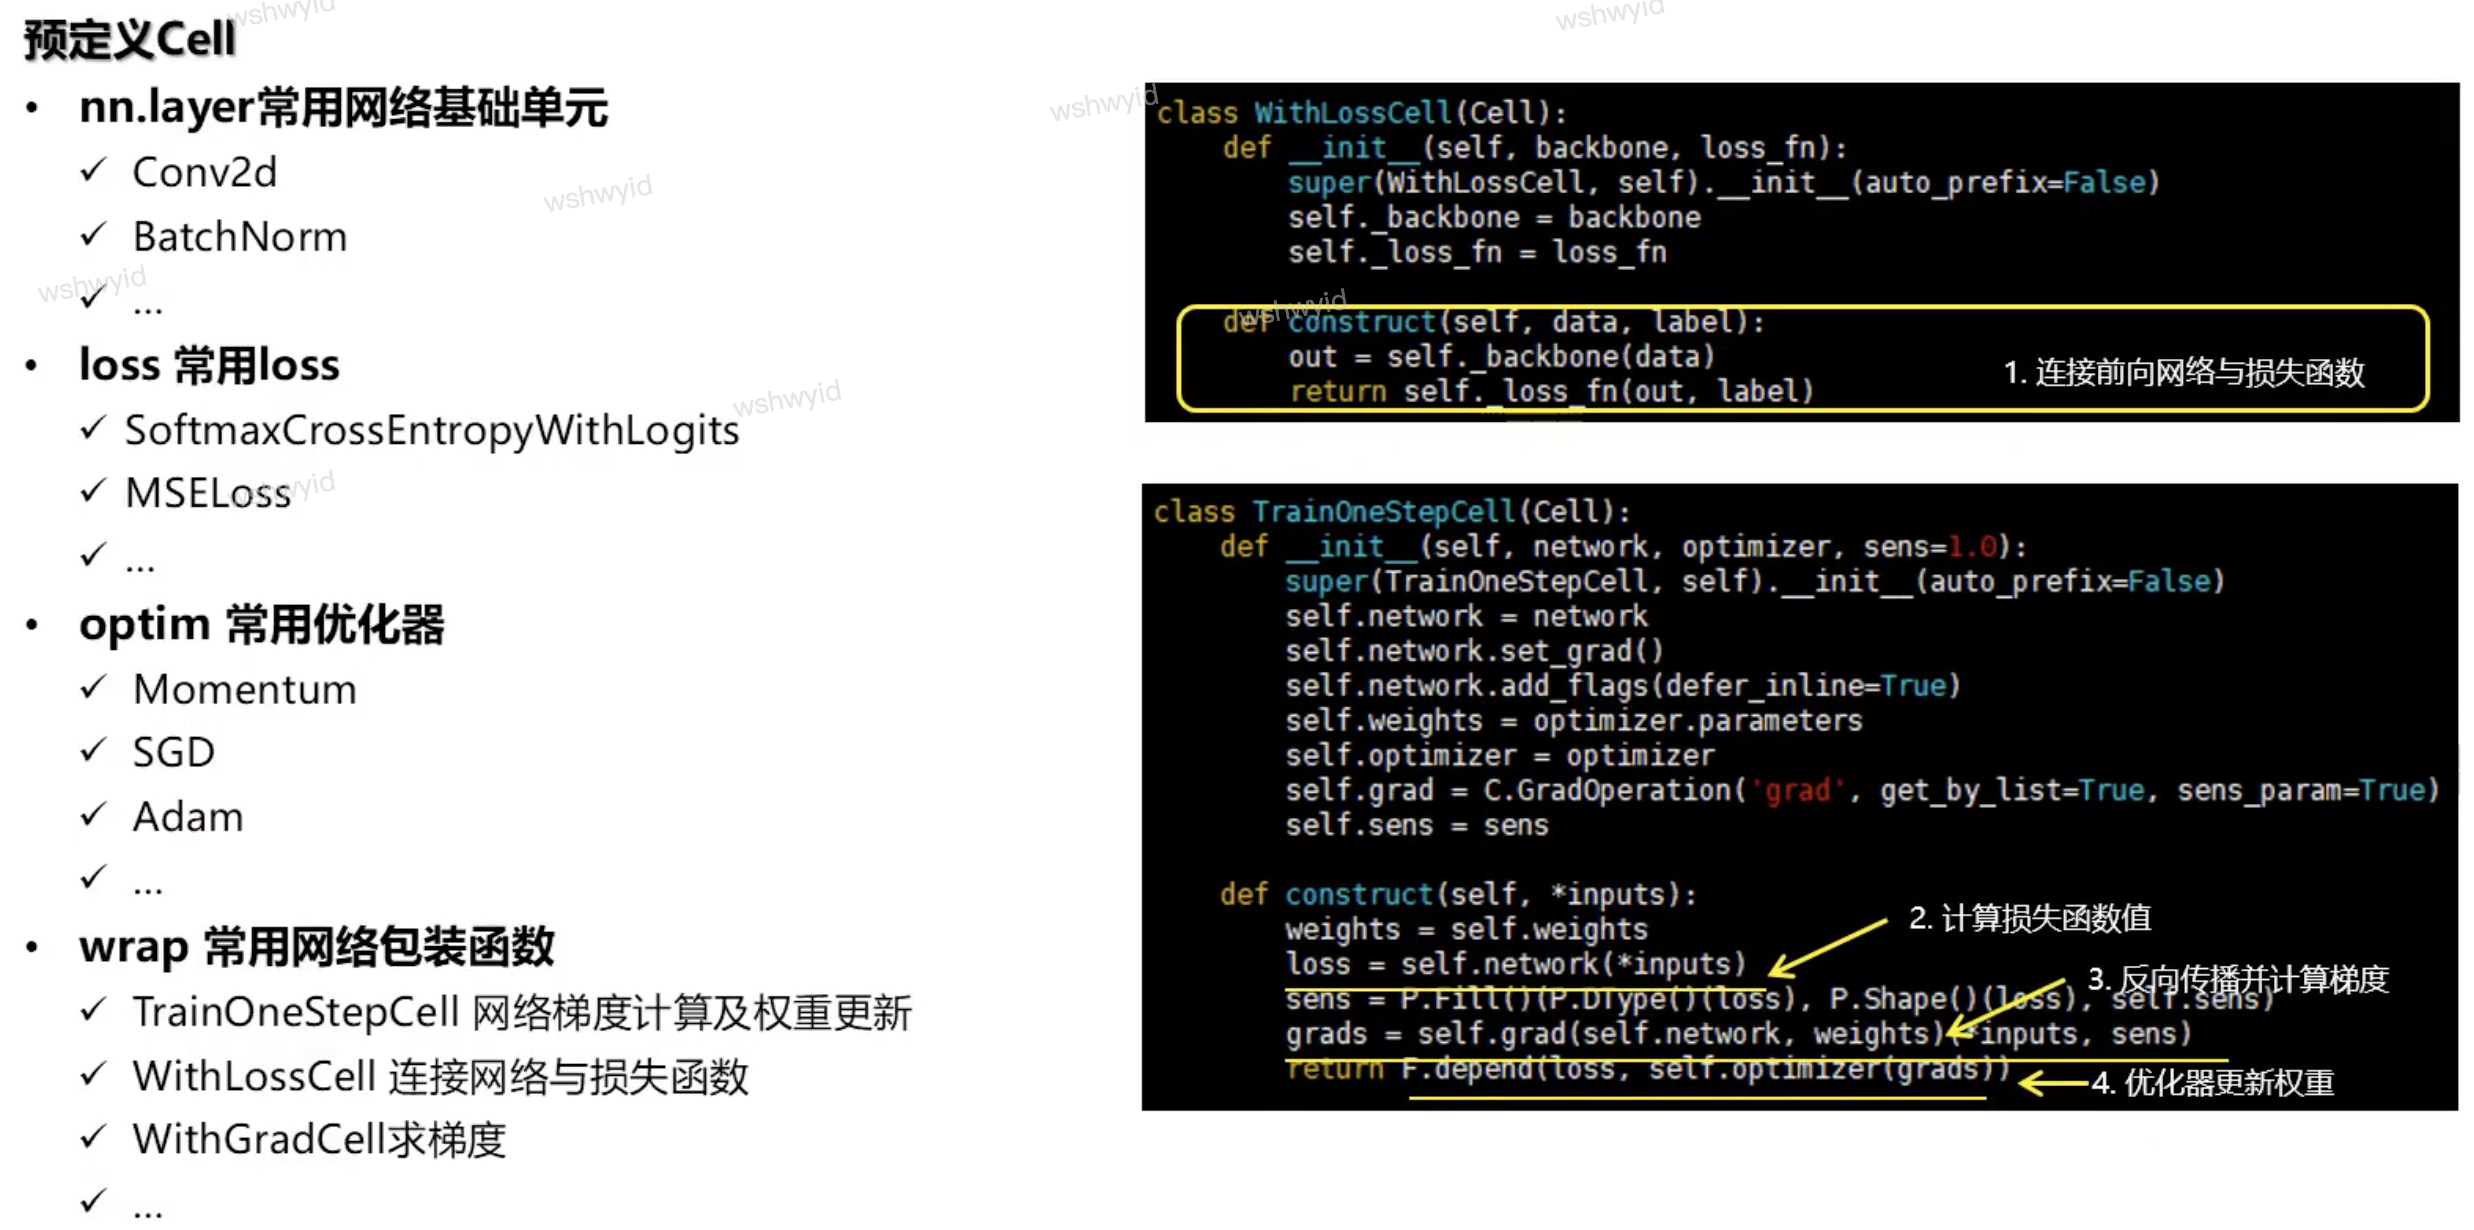 预定义Cell
• nn.layer常用网络基础单元
✓ Conv2d
✓ BatchNorm
✓ ...
• loss 常用loss
✓ SoftmaxCrossEntropyWithLogits
✓ MSELoss
✓ ...
• optim 常用优化器
✓ Momentum
✓ SGD
✓ Adam
✓ ...
• wrap 常用网络包装函数
✓ TrainOneStepCell 网络梯度计算及权重更新
✓ WithLossCell 连接网络与损失函数
✓ WithGradCell求梯度
✓ ...
class WithLossCell(Cell):
    def __init__(self, backbone, loss_fn):
        super(WithLossCell, self).__init__(auto_prefix=False)
        self._backbone = backbone
        self._loss_fn = loss_fn
    def construct(self, data, label):
        out = self._backbone(data)
        return self._loss_fn(out, label)
1. 连接前向网络与损失函数
class TrainOneStepCell(Cell):
    def __init__(self, network, optimizer, sens=1.0):
        super(TrainOneStepCell, self).__init__(auto_prefix=False)
        self.network = network
        self.network.set_grad()
        self.network.add_flags(defer_inline=True)
        self.weights = optimizer.parameters
        self.optimizer = optimizer
        self.grad = C.GradOperation('grad', get_by_list=True, sens_param=True)
        self.sens = sens
    def construct(self, *inputs):
        weights = self.weights
        loss = self.network(*inputs)
        sens = P.Fill()(P.DType()(loss), P.Shape()(loss), self.sens)
        grads = self.grad(self.network, weights)(*inputs, sens)
        return F.depend(loss, self.optimizer(grads))
2. 计算损失函数值
3. 反向传播并计算梯度
4. 优化器更新权重
wshwyid
wshwyid
wshwyid
wshwyid
wshwyid
wshwyid
wshwyid
wshwyid